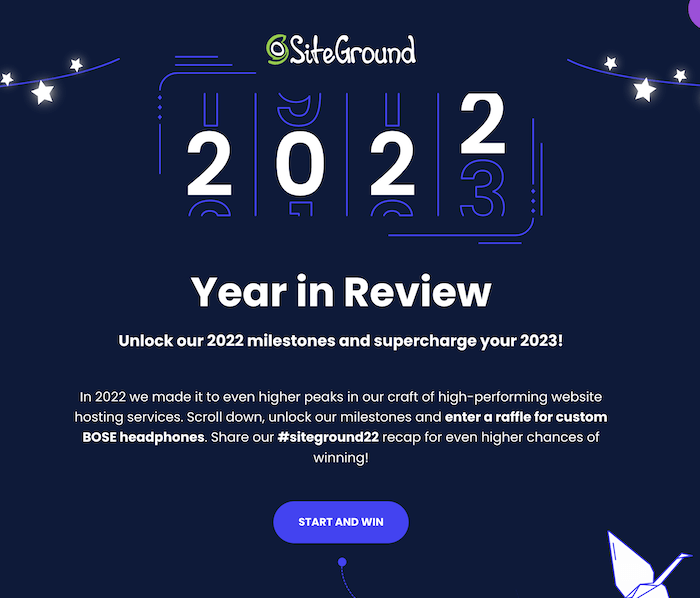 SiteGround
2022
3
Year in Review
Unlock our 2022 milestones and supercharge your 2023!
In 2022 we made it to even higher peaks in our craft of high-performing website
hosting services. Scroll down, unlock our milestones and enter a raffle for custom
BOSE headphones. Share our #siteground22 recap for even higher chances of
winning!
START AND WIN